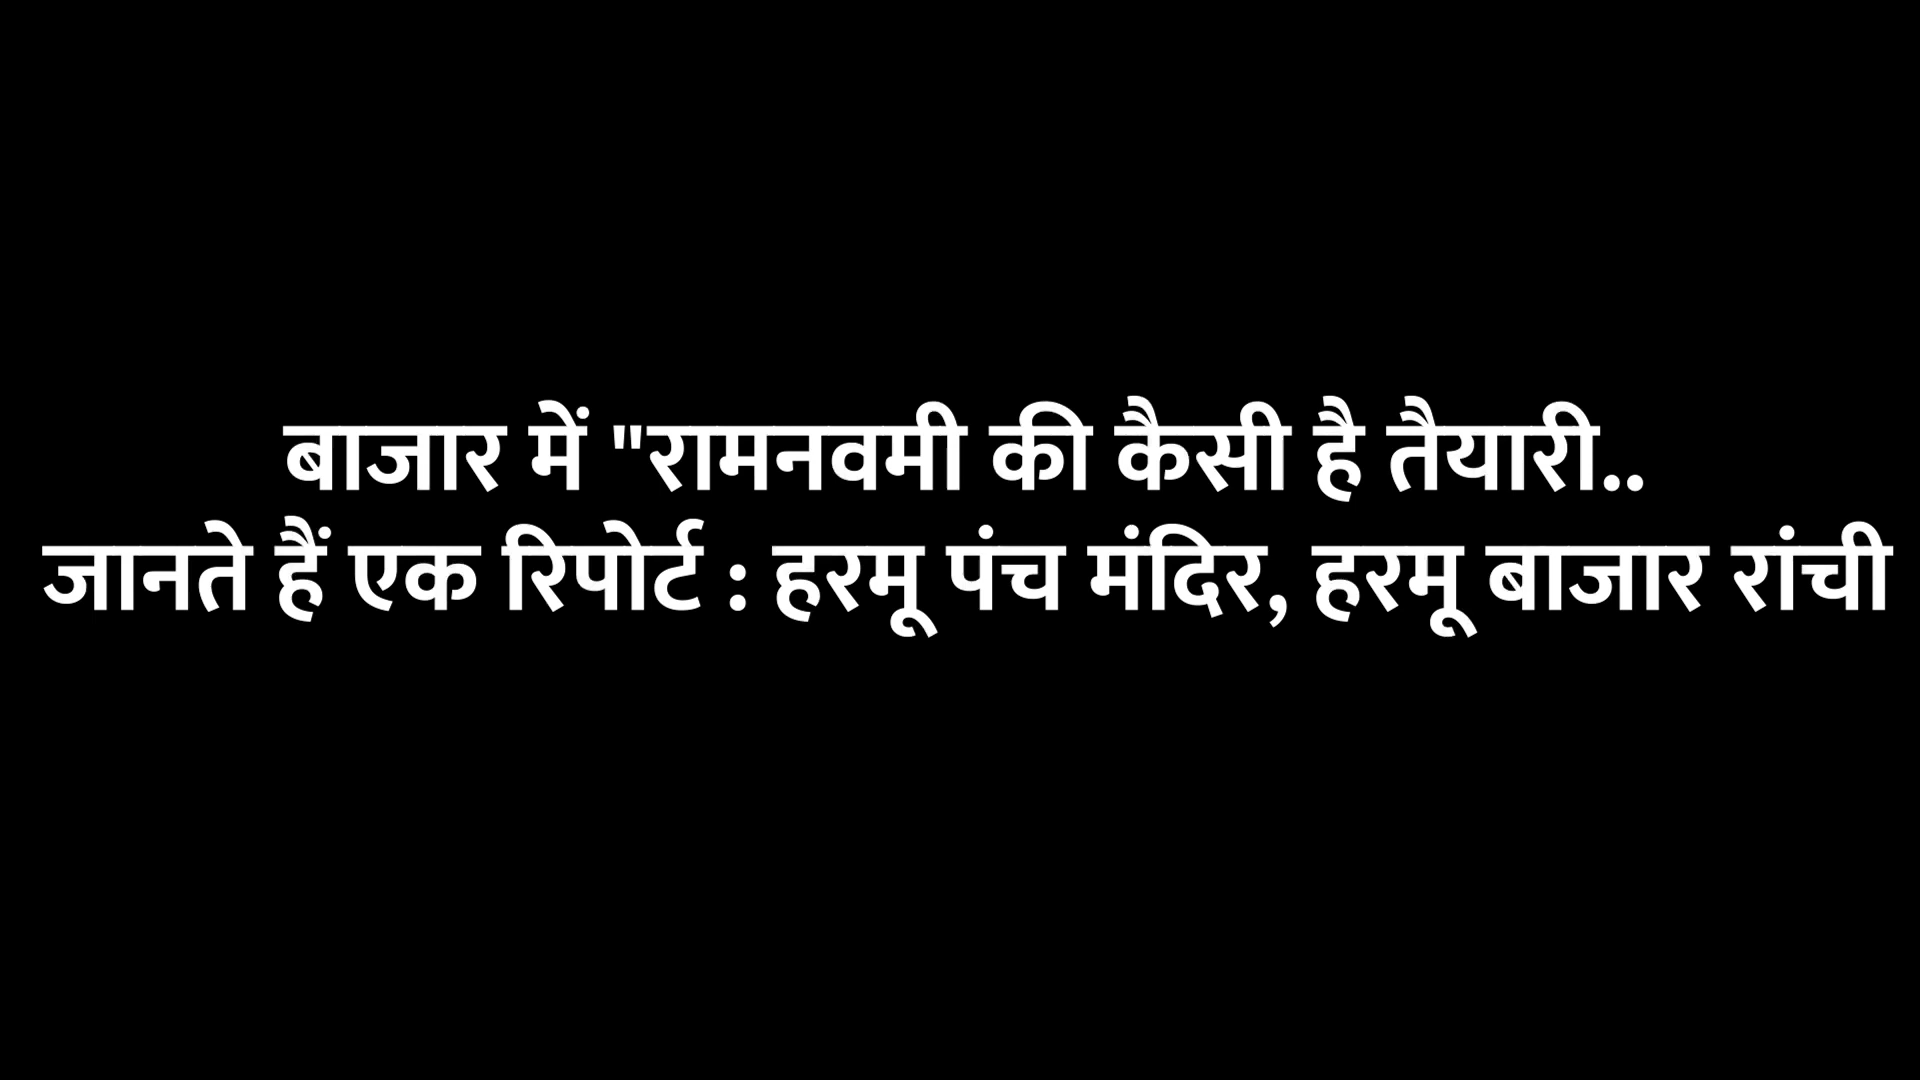 बाजार में "रामनवमी की कैसी है तैयारी..
जानते हैं एक रिपोर्ट : हरमू पंच मंदिर, हरमू बाजार रांची